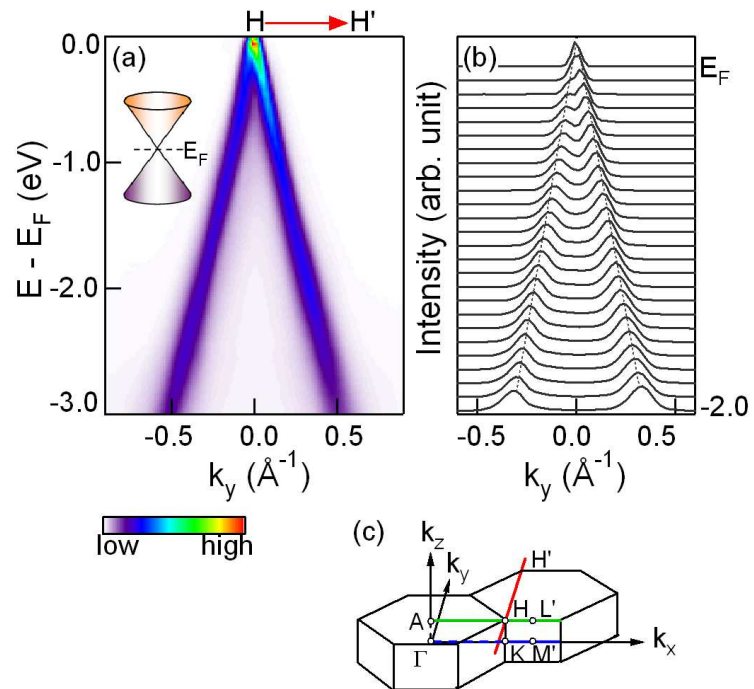 H H'
(a)
0.0
-1.0
-2.0
-3.0
E - E_F (eV)
E_F
-0.5 0.0 0.5
k_y (Å⁻¹)
low high
(b)
E_F
-2.0
Intensity (arb. unit)
-0.5 0.0 0.5
k_y (Å⁻¹)
(c)
k_z
k_y
H'
A
H L'
Γ
K M'
k_x